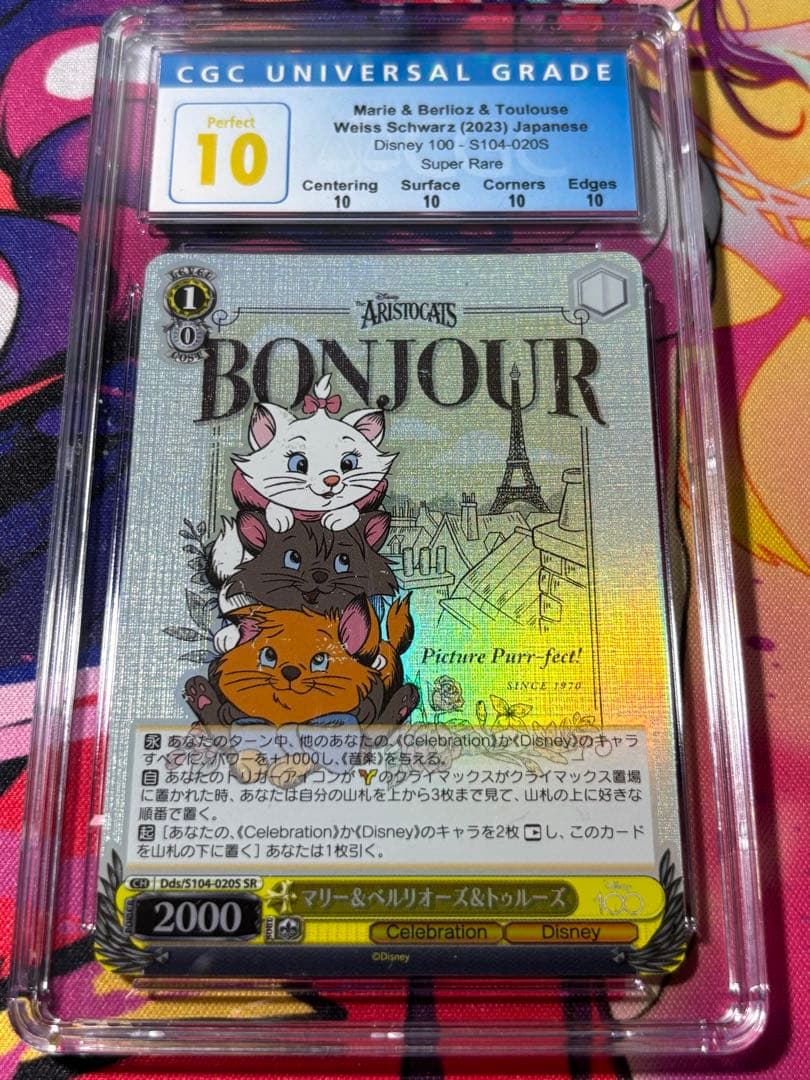 CGC UNIVERSAL GRADE
Perfect
10
Marie & Berlioz & Toulouse
Weiss Schwarz (2023) Japanese
Disney 100 - S104-020S
Super Rare
Centering Surface Corners Edges
10 10 10 10
LEVEL
1
0
COST
Disney
The ARISTOCATS
BONJOUR
Picture Purr-fect!
SINCE 1970
永 あなたのターン中、他のあなたの、《Celebration》か《Disney》のキャラ
すべてに、パワーを+1000し、《音楽》を与える。
自 あなたのトリガーアイコンが のクライマックスがクライマックス置場
に置かれた時、あなたは自分の山札を上から3枚まで見て、山札の上に好きな
順番で置く。
起 [あなたの、《Celebration》か《Disney》のキャラを2枚 し、このカード
を山札の下に置く] あなたは1枚引く。
CH Dds/S104-020S SR
マリー&ベルリオーズ&トゥルーズ
Disney 100
POWER 2000
Celebration Disney
©Disney